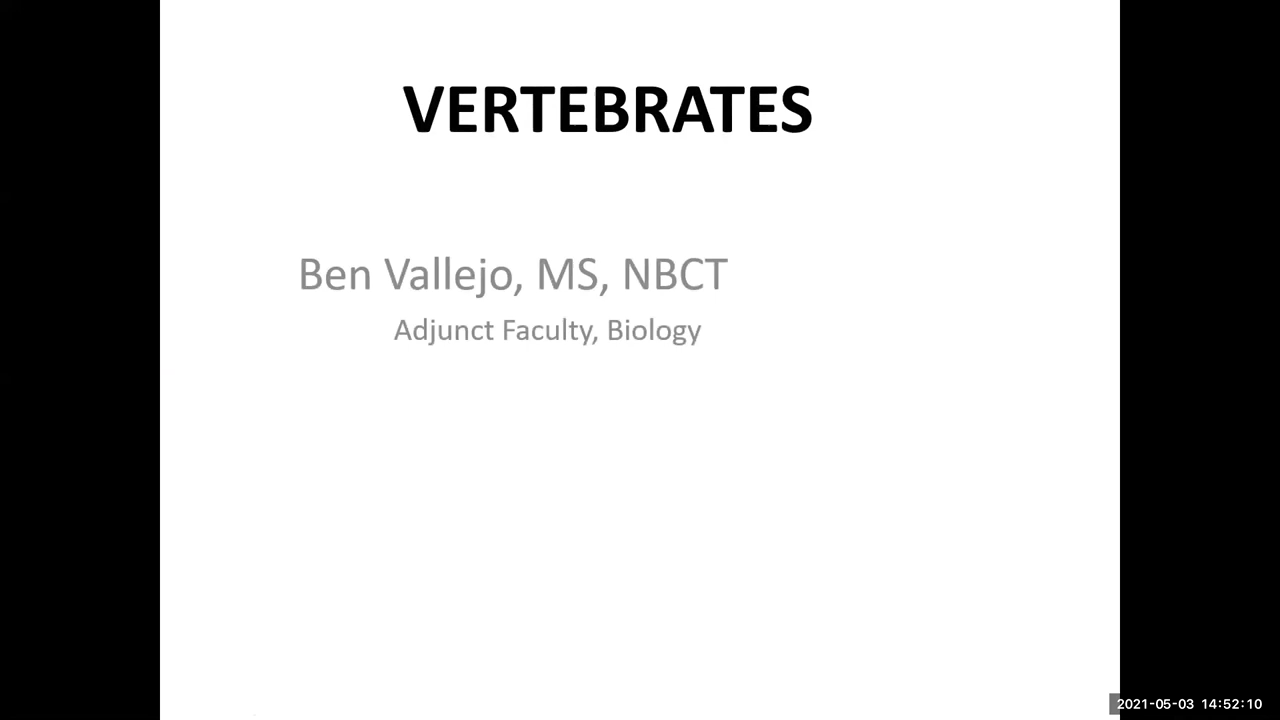 VERTEBRATES
Ben Vallejo, MS, NBCT
Adjunct Faculty, Biology
2021-05-03 14:52:10